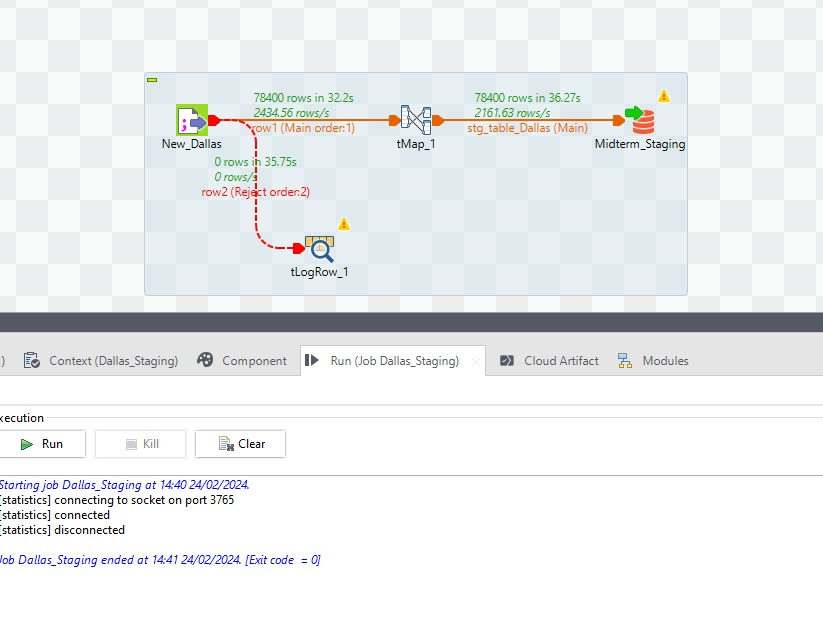 78400 rows in 32.2s
2434.56 rows/s
row1 (Main order:1)
78400 rows in 36.27s
2161.63 rows/s
stg_table_Dallas (Main)
New_Dallas
tMap_1
Midterm_Staging
0 rows in 35.75s
0 rows/s
row2 (Reject order:2)
tLogRow_1
) Context (Dallas_Staging) Component Run (Job Dallas_Staging) Cloud Artifact Modules
xecution
Run Kill Clear
Starting job Dallas_Staging at 14:40 24/02/2024.
[statistics] connecting to socket on port 3765
[statistics] connected
[statistics] disconnected
Job Dallas_Staging ended at 14:41 24/02/2024. [Exit code  = 0]